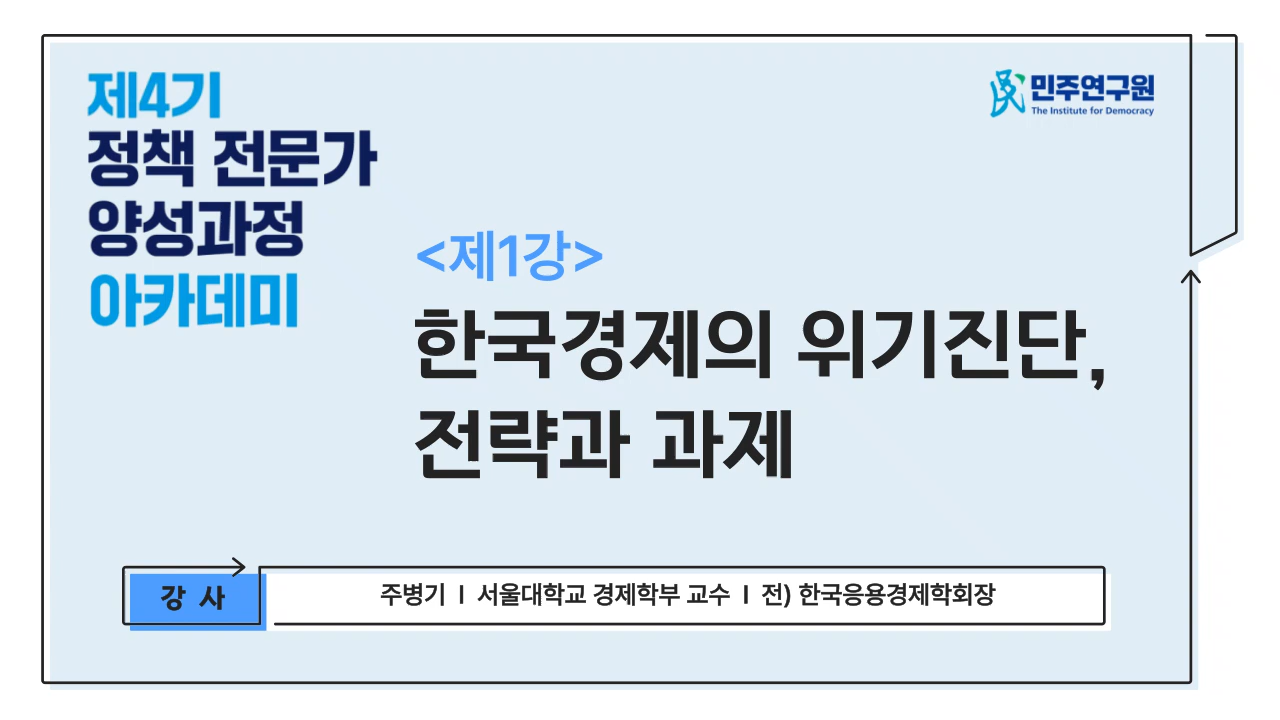 제4기
정책 전문가
양성과정
아카데미
민주연구원
The Institute for Democracy
<제1강>
한국경제의 위기진단,
전략과 과제
강 사
주병기 ㅣ 서울대학교 경제학부 교수 ㅣ 전) 한국응용경제학회장